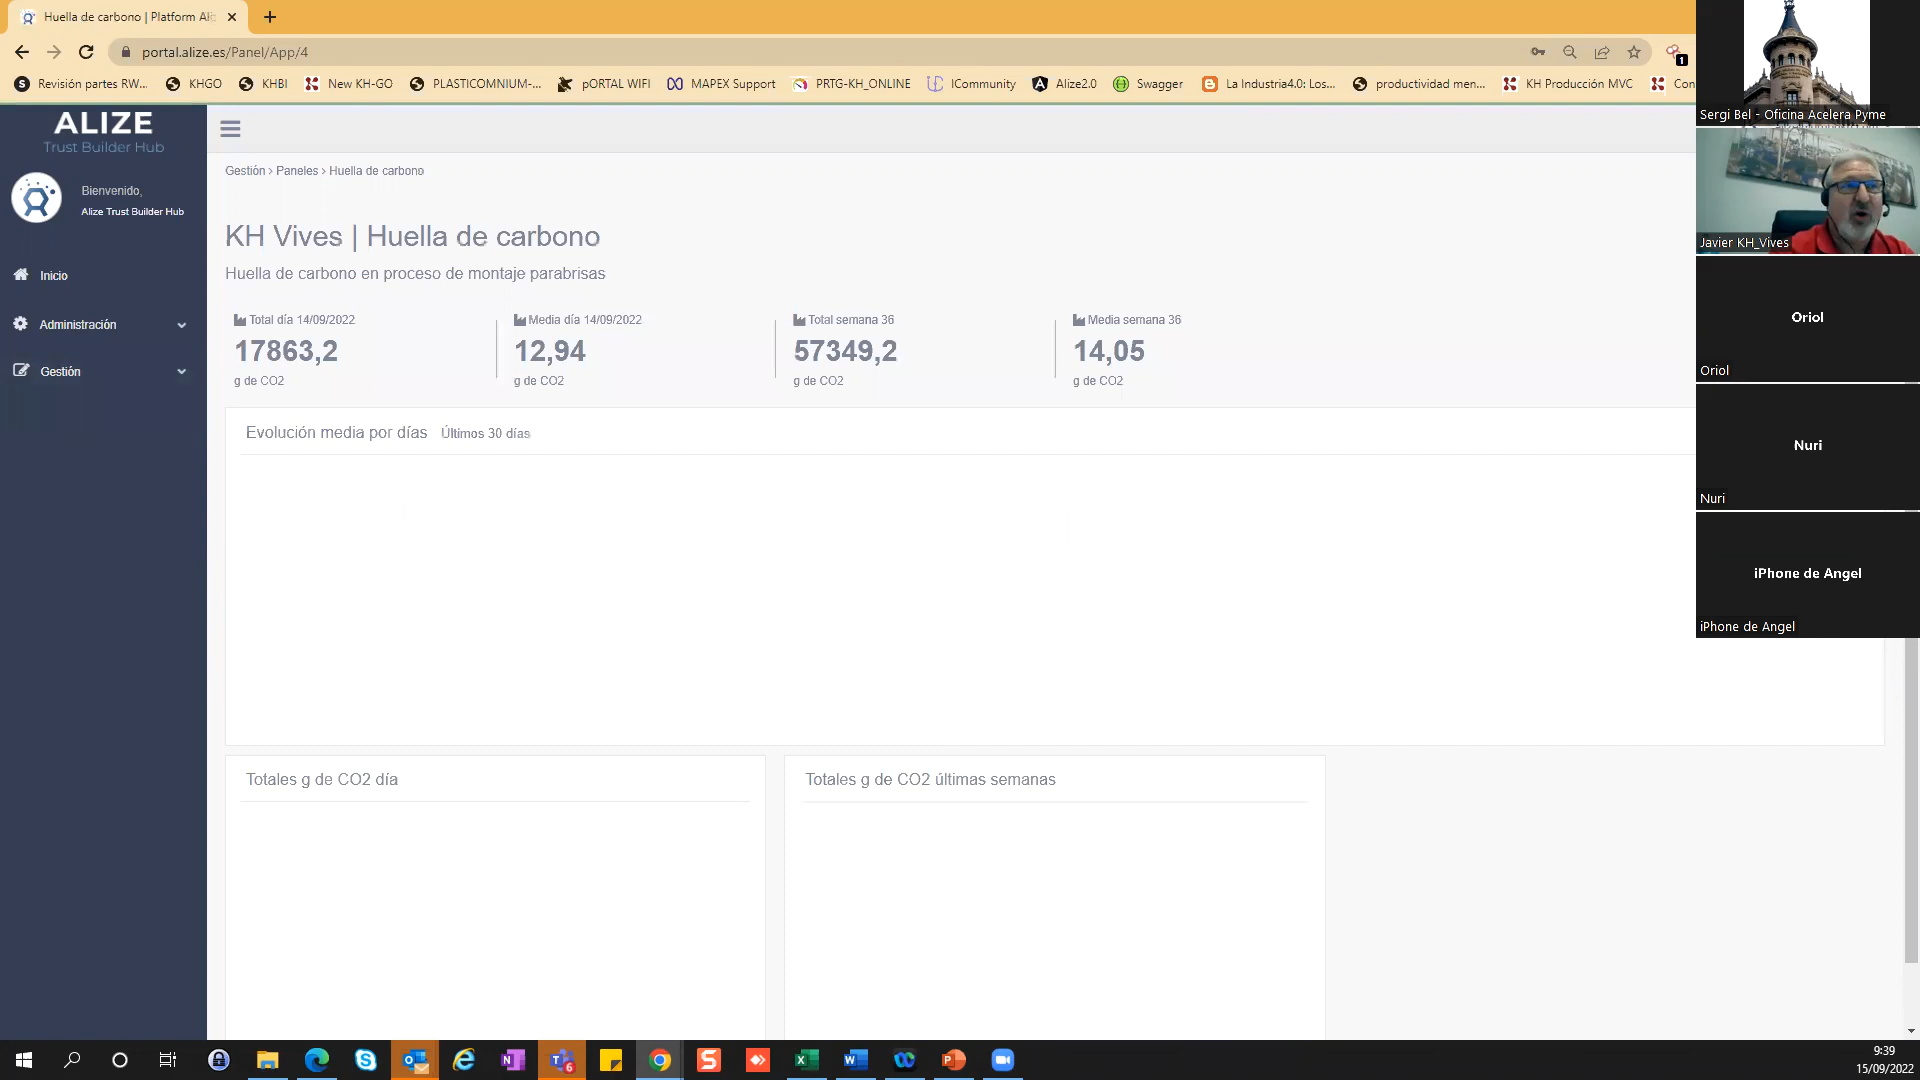 Huella de carbono | Platform Ali
portal.alize.es/Panel/App/4
1
Revisión partes RW...
KHGO
KHBI
New KH-GO
PLASTICOMNIUM-...
pORTAL WIFI
MAPEX Support
PRTG-KH_ONLINE
ICommunity
Alize2.0
Swagger
La Industria4.0: Los...
productividad men...
KH Producción MVC
Con
ALIZE
Trust Builder Hub
Bienvenido,
Alize Trust Builder Hub
Inicio
Administración
Gestión
Gestión > Paneles > Huella de carbono
KH Vives | Huella de carbono
Huella de carbono en proceso de montaje parabrisas
Total día 14/09/2022
17863,2
g de CO2
Media día 14/09/2022
12,94
g de CO2
Total semana 36
57349,2
g de CO2
Media semana 36
14,05
g de CO2
Evolución media por días Últimos 30 días
Totales g de CO2 día
Totales g de CO2 últimas semanas
Sergi Bel - Oficina Acelera Pyme
Javier KH_Vives
Oriol
Oriol
Nuri
Nuri
iPhone de Angel
iPhone de Angel
6
9:39
15/09/2022